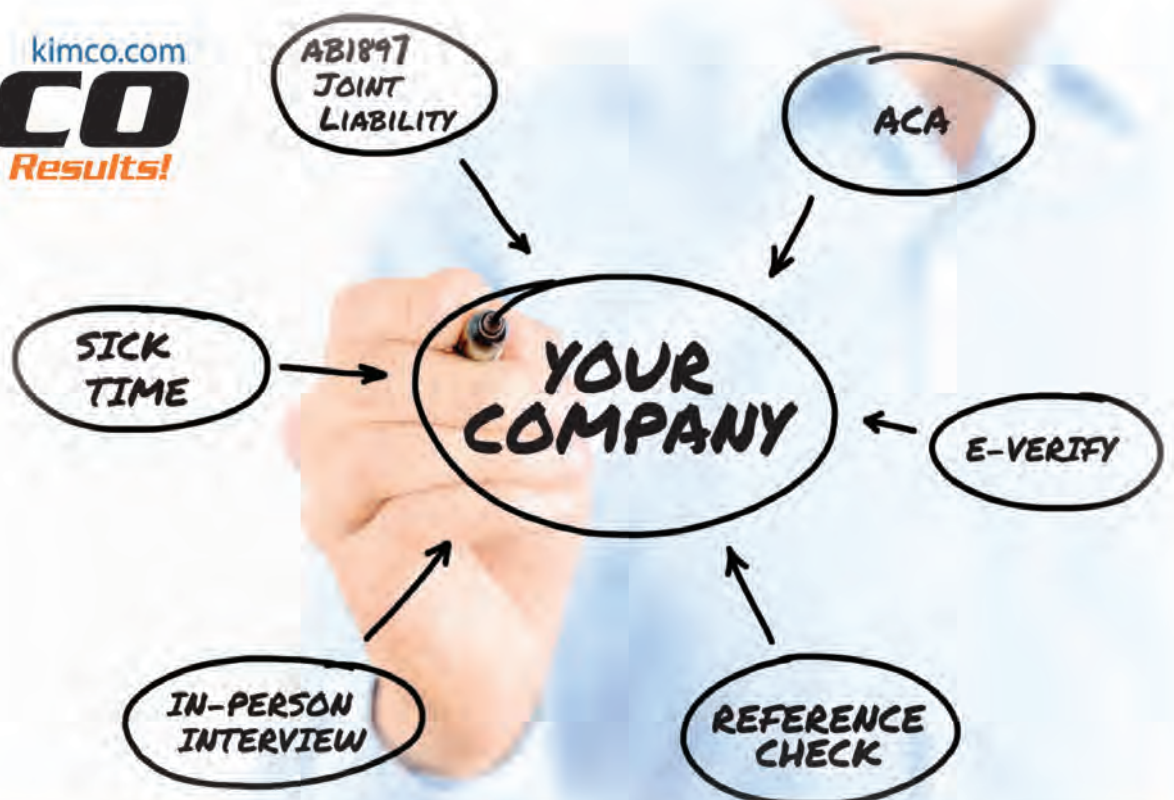 kimco.com
CO
Results!
AB1897
JOINT
LIABILITY
ACA
SICK
TIME
YOUR
COMPANY
E-VERIFY
IN-PERSON
INTERVIEW
REFERENCE
CHECK